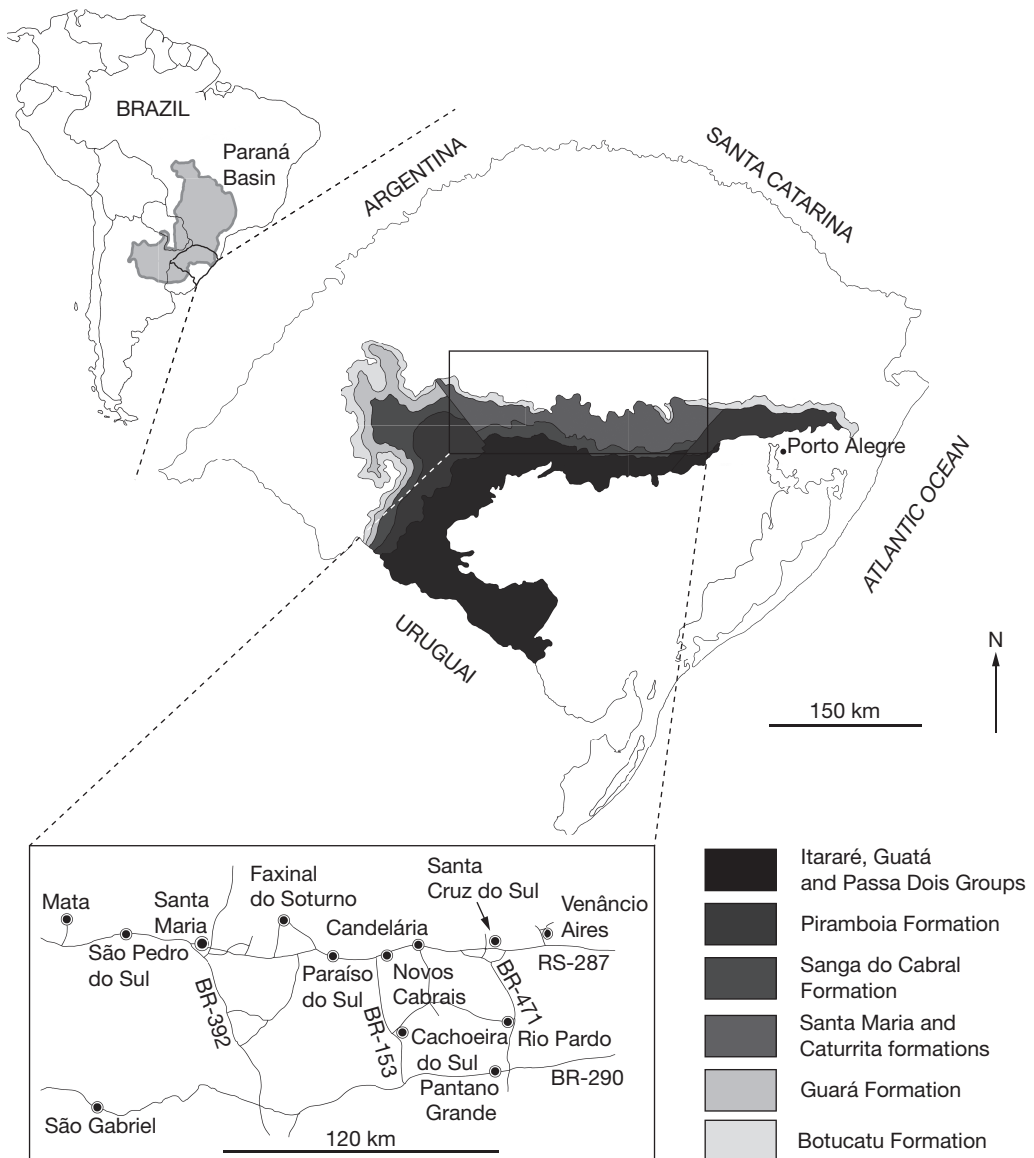 BRAZIL
Paraná
Basin
ARGENTINA
SANTA CATARINA
Porto Alegre
ATLANTIC OCEAN
URUGUAI
N
150 km
Mata
São Pedro
do Sul
Santa
Maria
Faxinal
do Soturno
Paraíso
do Sul
Candelária
Novos
Cabrais
Santa
Cruz do Sul
Venâncio
Aires
RS-287
BR-392
BR-153
BR-471
Cachoeira
do Sul
Rio Pardo
Pantano
Grande
BR-290
São Gabriel
120 km
Itararé, Guatá
and Passa Dois Groups
Piramboia Formation
Sanga do Cabral
Formation
Santa Maria and
Caturrita formations
Guará Formation
Botucatu Formation